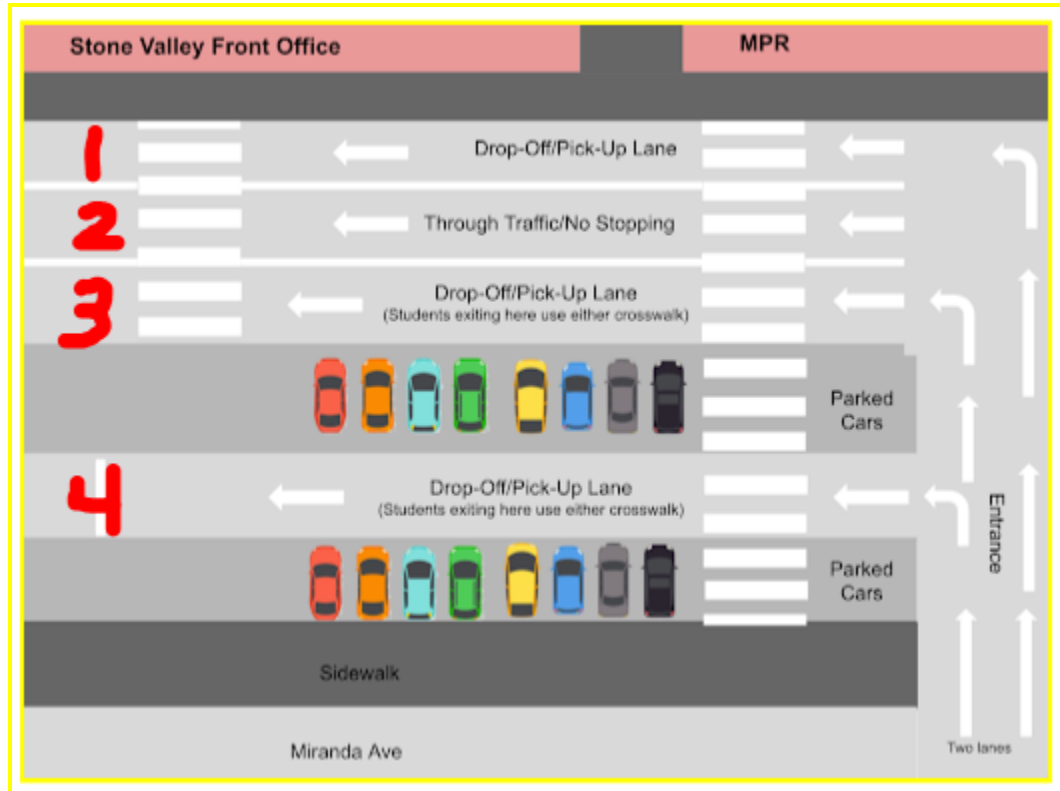 Stone Valley Front Office
MPR
1
Drop-Off/Pick-Up Lane
2
Through Traffic/No Stopping
3
Drop-Off/Pick-Up Lane
(Students exiting here use either crosswalk)
Parked
Cars
4
Drop-Off/Pick-Up Lane
(Students exiting here use either crosswalk)
Entrance
Parked
Cars
Sidewalk
Miranda Ave
Two lanes